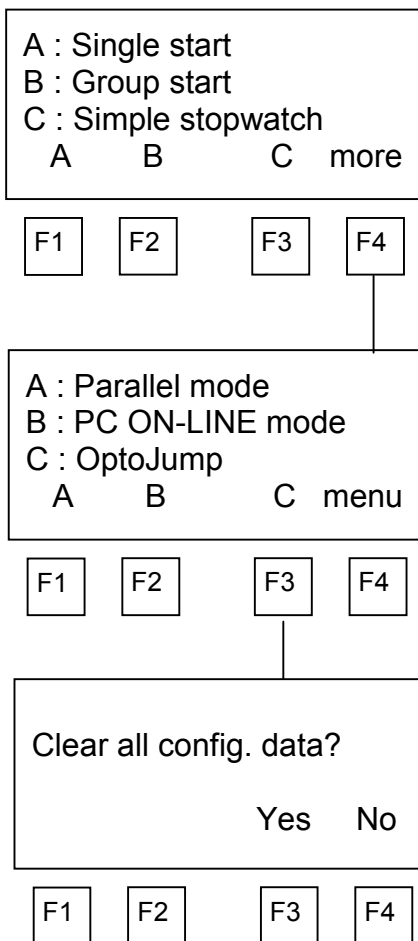 A : Single start
B : Group start
C : Simple stopwatch
A B C more
F1 F2 F3 F4
A : Parallel mode
B : PC ON-LINE mode
C : OptoJump
A B C menu
F1 F2 F3 F4
Clear all config. data?
Yes No
F1 F2 F3 F4